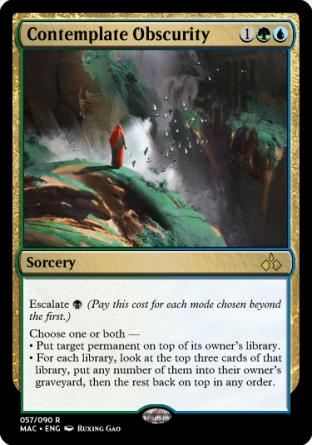 Contemplate Obscurity 1
Sorcery
Escalate (Pay this cost for each mode chosen beyond
the first.)
Choose one or both —
• Put target permanent on top of its owner's library.
• For each library, look at the top three cards of that
library, put any number of them into their owner's
graveyard, then the rest back on top in any order.
057/090 R
MAC • ENG Ruxing Gao